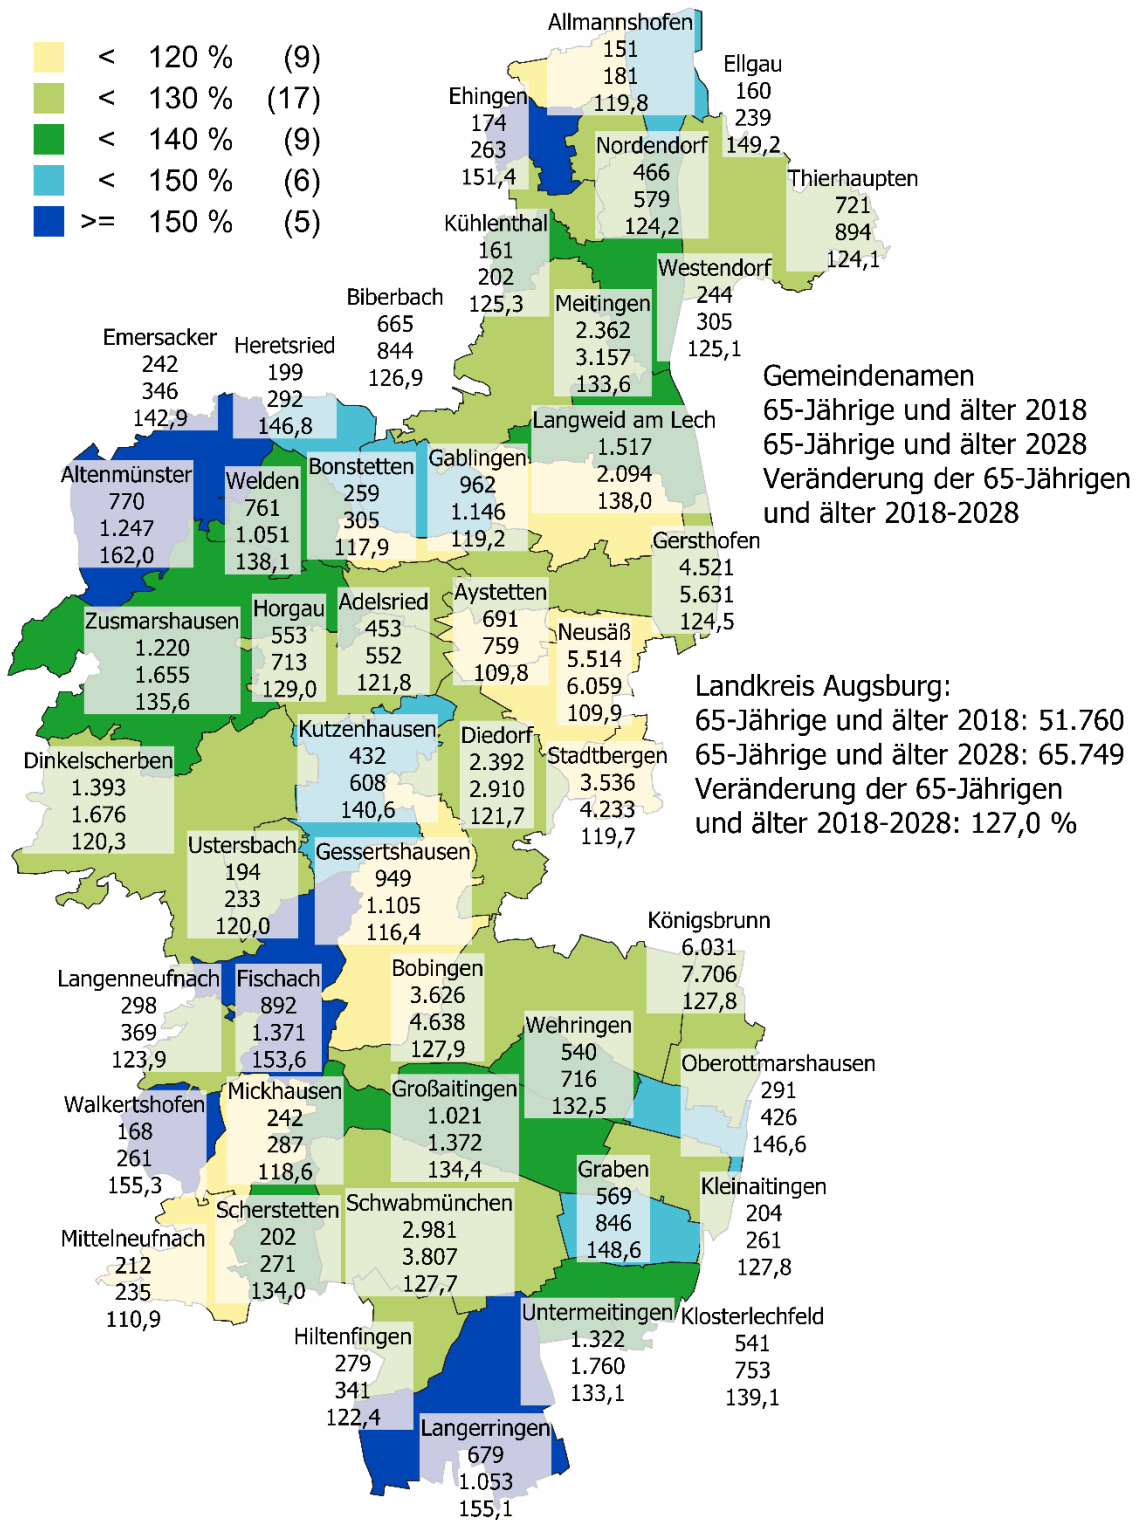 < 120 % (9)
< 130 % (17)
< 140 % (9)
< 150 % (6)
>= 150 % (5)
Allmannshofen
151
181
119,8
Ellgau
160
239
149,2
Ehingen
174
263
151,4
Nordendorf
466
579
124,2
Thierhaupten
721
894
124,1
Kühlenthal
161
202
125,3
Westendorf
244
305
125,1
Biberbach
665
844
126,9
Meitingen
2.362
3.157
133,6
Emersacker
242
346
142,9
Heretsried
199
292
146,8
Gemeindenamen
65-Jährige und älter 2018
65-Jährige und älter 2028
Veränderung der 65-Jährigen
und älter 2018-2028
Langweid am Lech
1.517
2.094
138,0
Altenmünster
770
1.247
162,0
Welden
761
1.051
138,1
Bonstetten
259
305
117,9
Gablingen
962
1.146
119,2
Gersthofen
4.521
5.631
124,5
Zusmarshausen
1.220
1.655
135,6
Horgau
553
713
129,0
Adelsried
453
552
121,8
Aystetten
691
759
109,8
Neusäß
5.514
6.059
109,9
Landkreis Augsburg:
65-Jährige und älter 2018: 51.760
65-Jährige und älter 2028: 65.749
Veränderung der 65-Jährigen
und älter 2018-2028: 127,0 %
Dinkelscherben
1.393
1.676
120,3
Kutzenhausen
432
608
140,6
Diedorf
2.392
2.910
121,7
Stadtbergen
3.536
4.233
119,7
Ustersbach
194
233
120,0
Gessertshausen
949
1.105
116,4
Königsbrunn
6.031
7.706
127,8
Langenneufnach
298
369
123,9
Fischach
892
1.371
153,6
Bobingen
3.626
4.638
127,9
Wehringen
540
716
132,5
Oberottmarshausen
291
426
146,6
Walkertshofen
168
261
155,3
Mickhausen
242
287
118,6
Großaitingen
1.021
1.372
134,4
Graben
569
846
148,6
Kleinaitingen
204
261
127,8
Mittelneufnach
212
235
110,9
Scherstetten
202
271
134,0
Schwabmünchen
2.981
3.807
127,7
Hiltenfingen
279
341
122,4
Untermeitingen
1.322
1.760
133,1
Klosterlechfeld
541
753
139,1
Langerringen
679
1.053
155,1